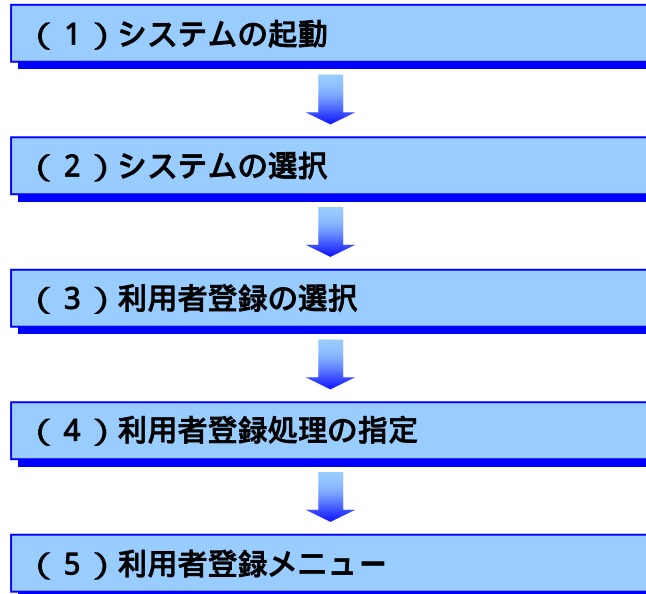 （１）システムの起動
（２）システムの選択
（３）利用者登録の選択
（４）利用者登録処理の指定
（５）利用者登録メニュー